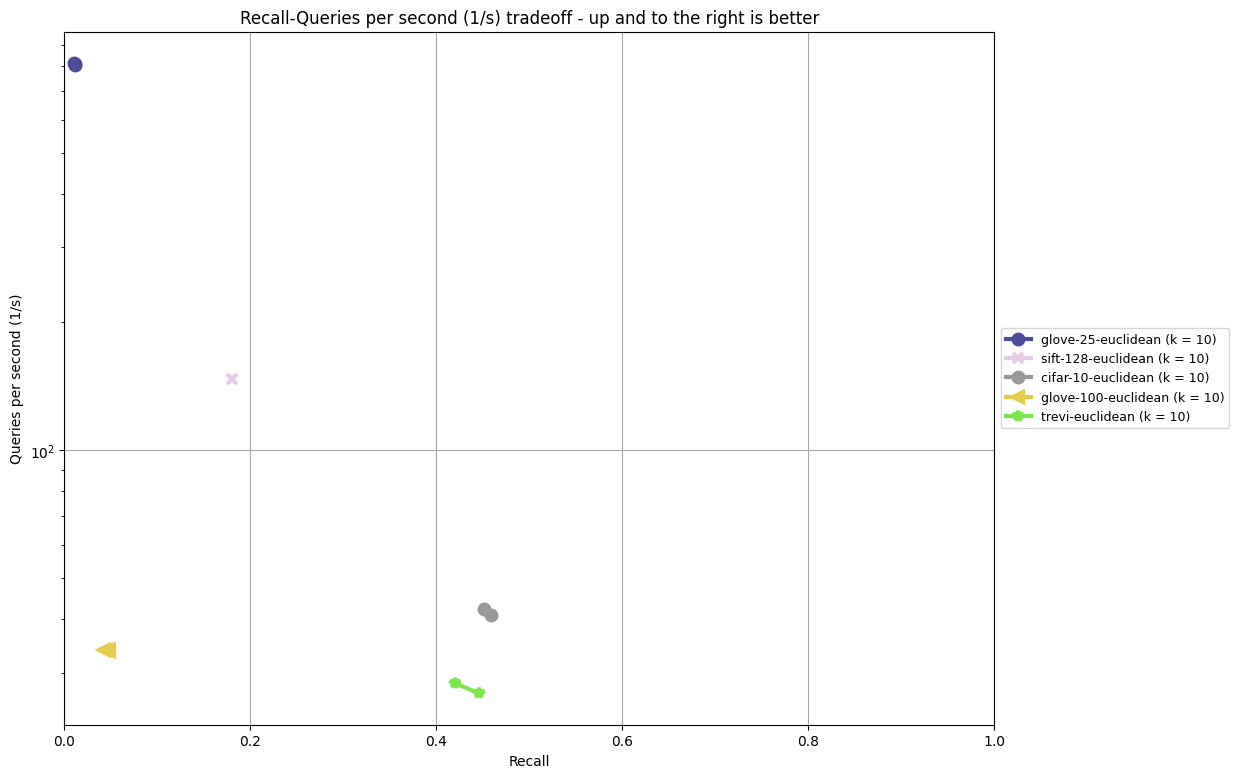 Recall-Queries per second (1/s) tradeoff - up and to the right is better
Queries per second (1/s)
10²
0.0 0.2 0.4 0.6 0.8 1.0
Recall
glove-25-euclidean (k = 10)
sift-128-euclidean (k = 10)
cifar-10-euclidean (k = 10)
glove-100-euclidean (k = 10)
trevi-euclidean (k = 10)